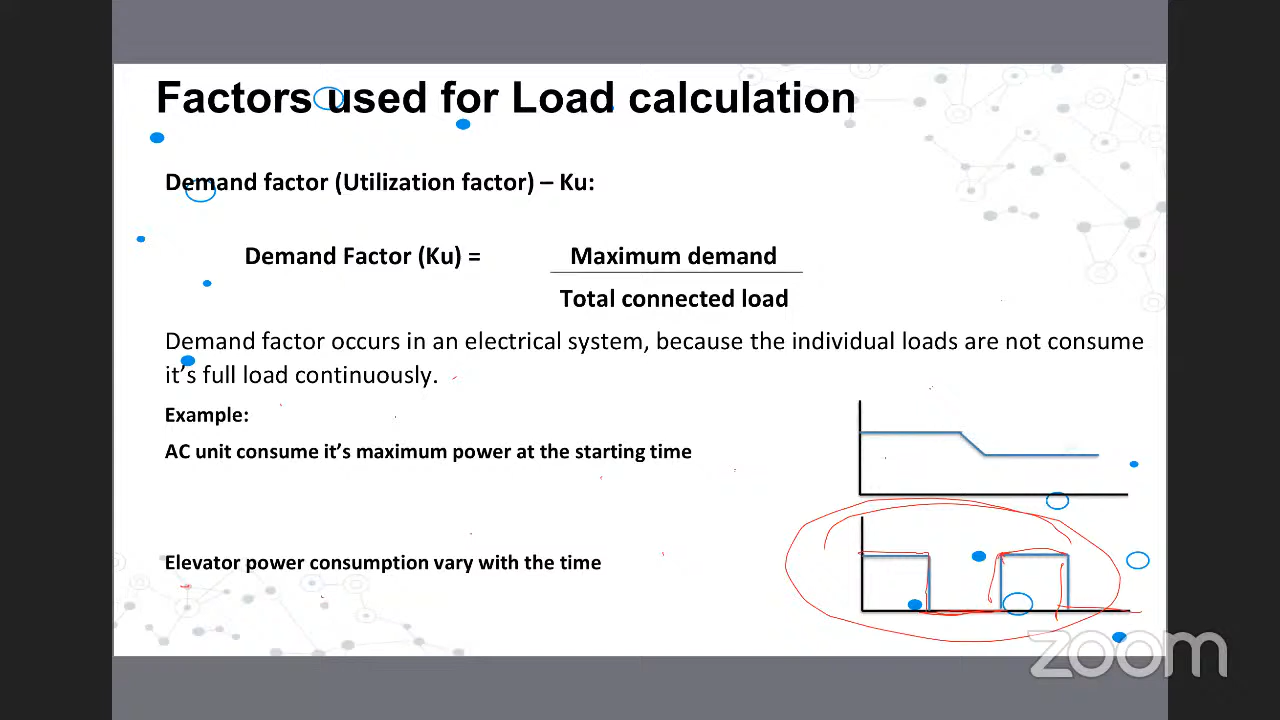 Factors used for Load calculation
Demand factor (Utilization factor) – Ku:
Demand Factor (Ku) = Maximum demand
Total connected load
Demand factor occurs in an electrical system, because the individual loads are not consume
it’s full load continuously.
Example:
AC unit consume it’s maximum power at the starting time
Elevator power consumption vary with the time
zoom